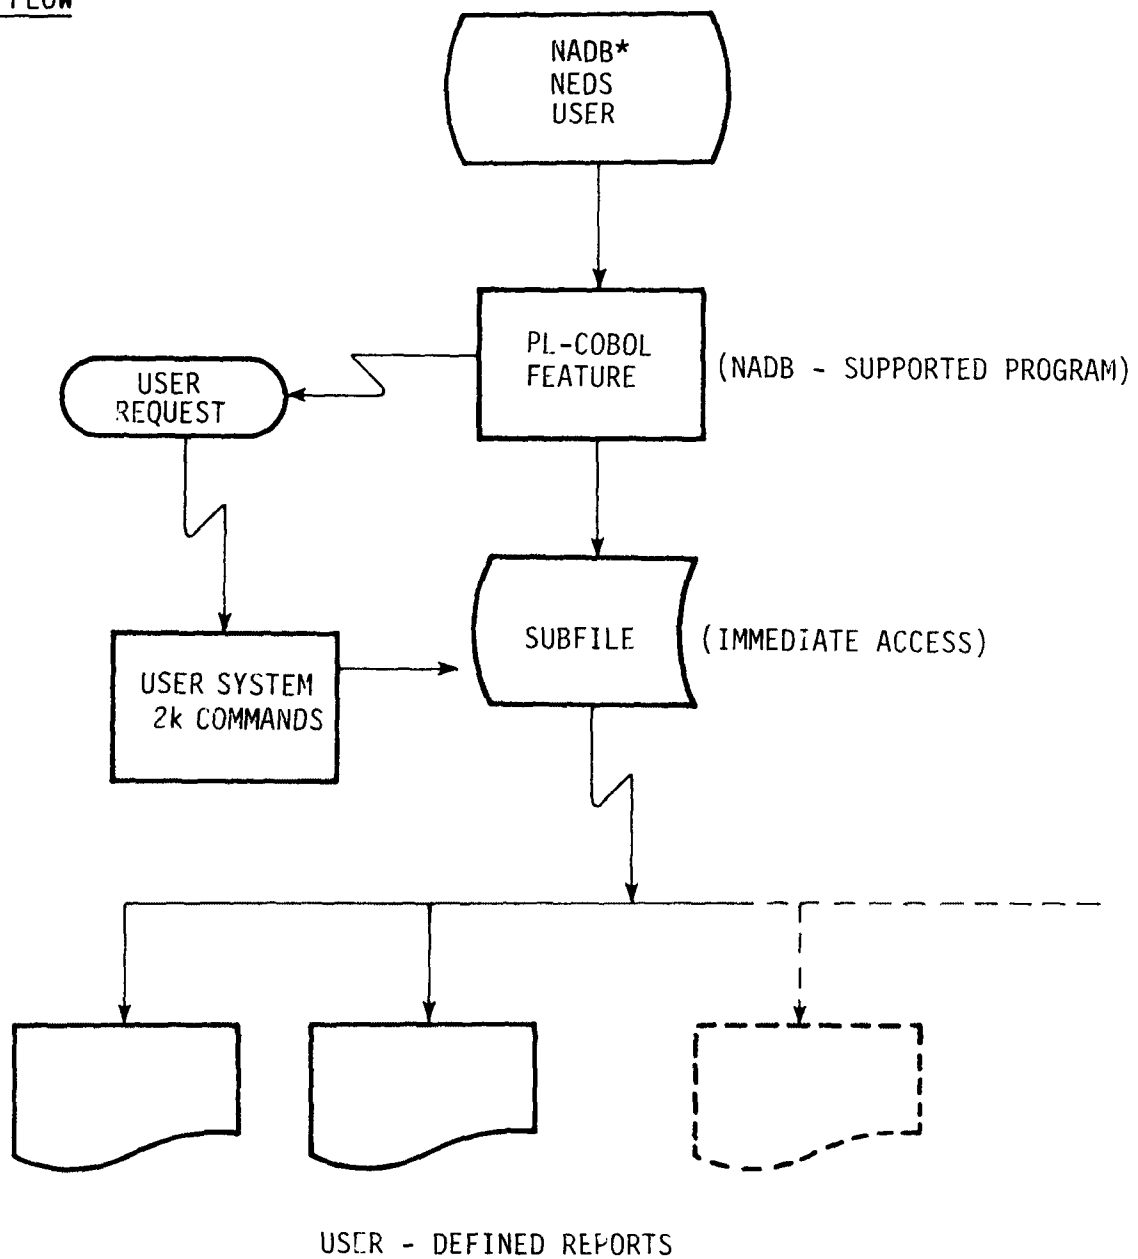 FLOW
NADB*
NEDS
USER
PL-COBOL
FEATURE
(NADB - SUPPORTED PROGRAM)
USER
REQUEST
SUBFILE
(IMMEDIATE ACCESS)
USER SYSTEM
2k COMMANDS
USER - DEFINED REPORTS